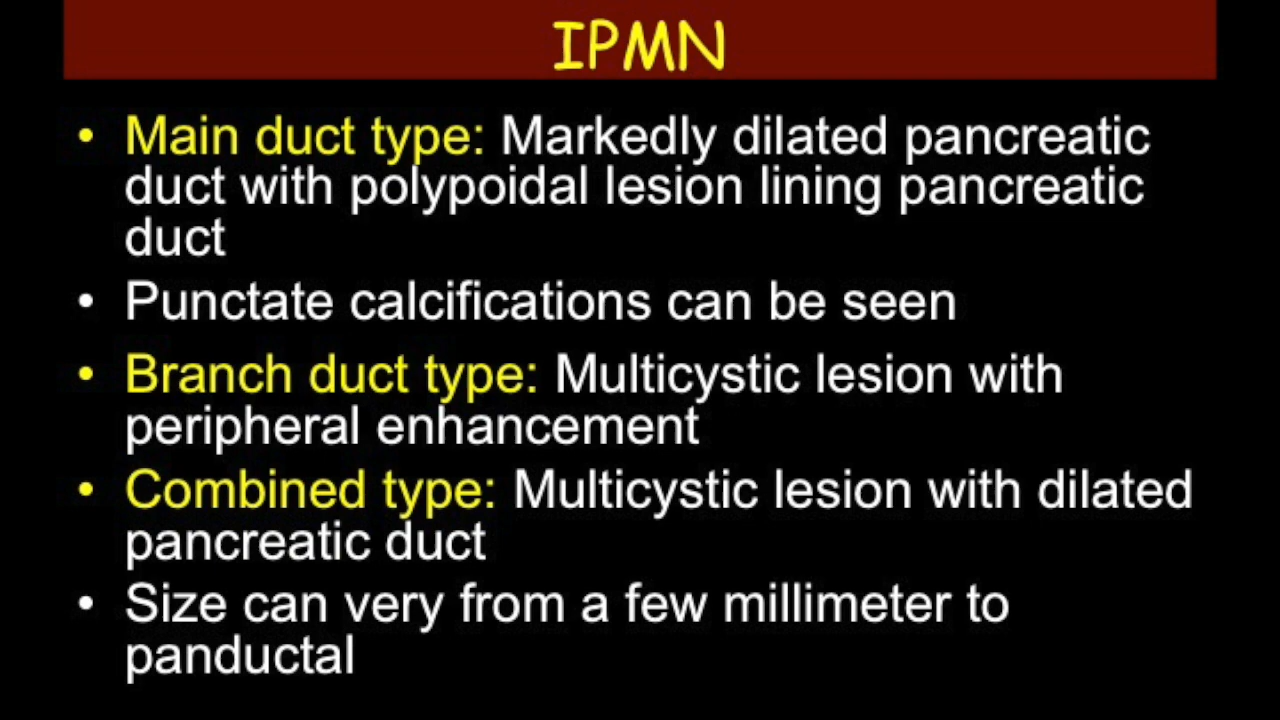 IPMN
• Main duct type: Markedly dilated pancreatic
duct with polypoidal lesion lining pancreatic
duct
• Punctate calcifications can be seen
• Branch duct type: Multicystic lesion with
peripheral enhancement
• Combined type: Multicystic lesion with dilated
pancreatic duct
• Size can very from a few millimeter to
panductal